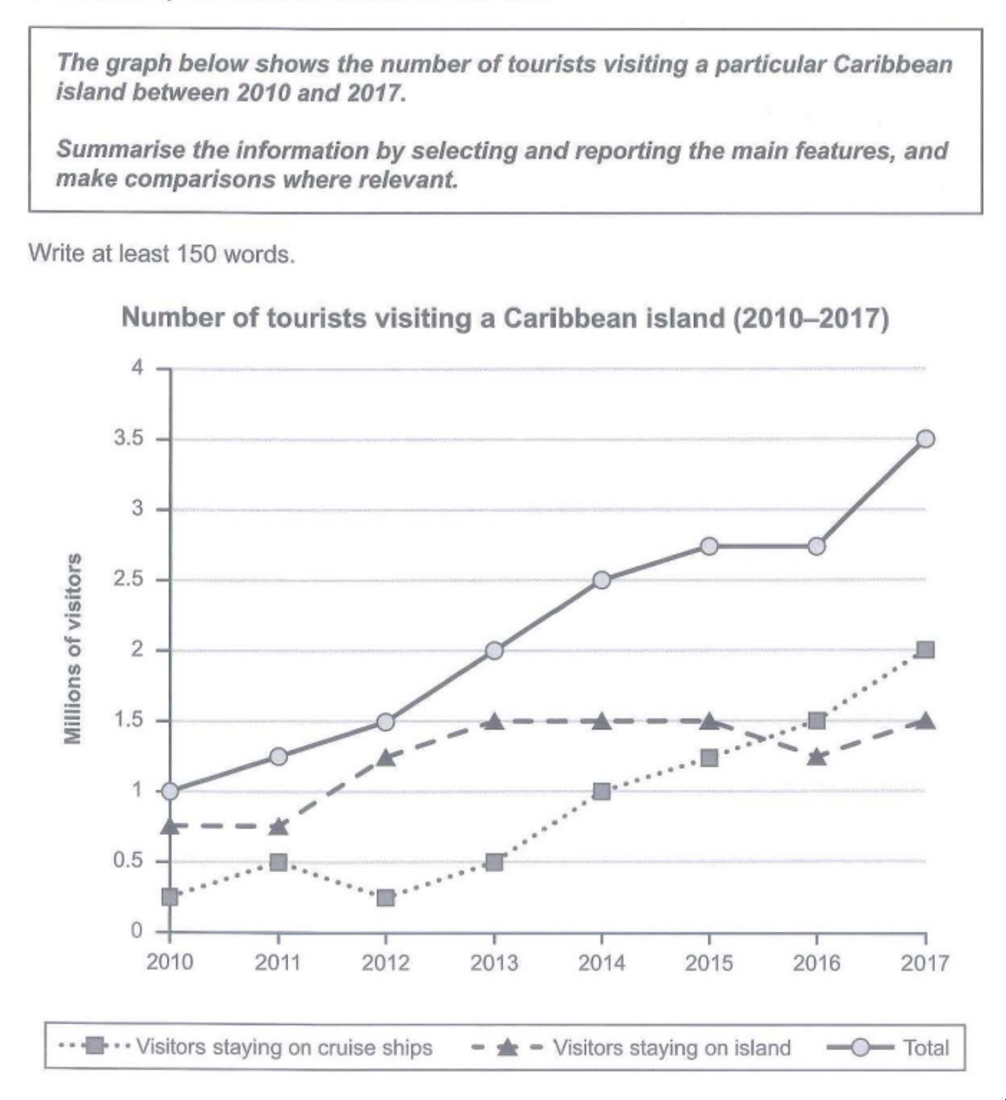 The graph below shows the number of tourists visiting a particular Caribbean
island between 2010 and 2017.
Summarise the information by selecting and reporting the main features, and
make comparisons where relevant.
Write at least 150 words.
Number of tourists visiting a Caribbean island (2010–2017)
4
3.5
3
2.5
2
1.5
1
0.5
0
Millions of visitors
2010 2011 2012 2013 2014 2015 2016 2017
Visitors staying on cruise ships Visitors staying on island Total